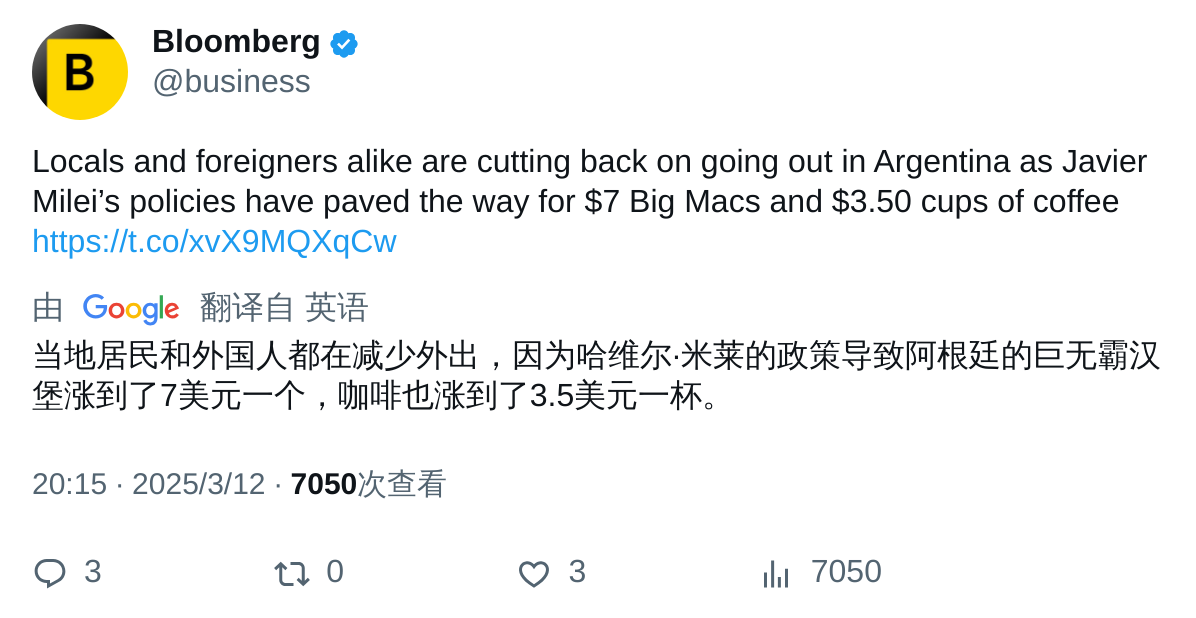 B
Bloomberg
@business
Locals and foreigners alike are cutting back on going out in Argentina as Javier
Milei’s policies have paved the way for $7 Big Macs and $3.50 cups of coffee
https://t.co/xvX9MQXqCw
由 Google 翻译自 英语
当地居民和外国人都在减少外出，因为哈维尔·米莱的政策导致阿根廷的巨无霸汉
堡涨到了7美元一个，咖啡也涨到了3.5美元一杯。
20:15 · 2025/3/12 · 7050次查看
3 0 3 7050